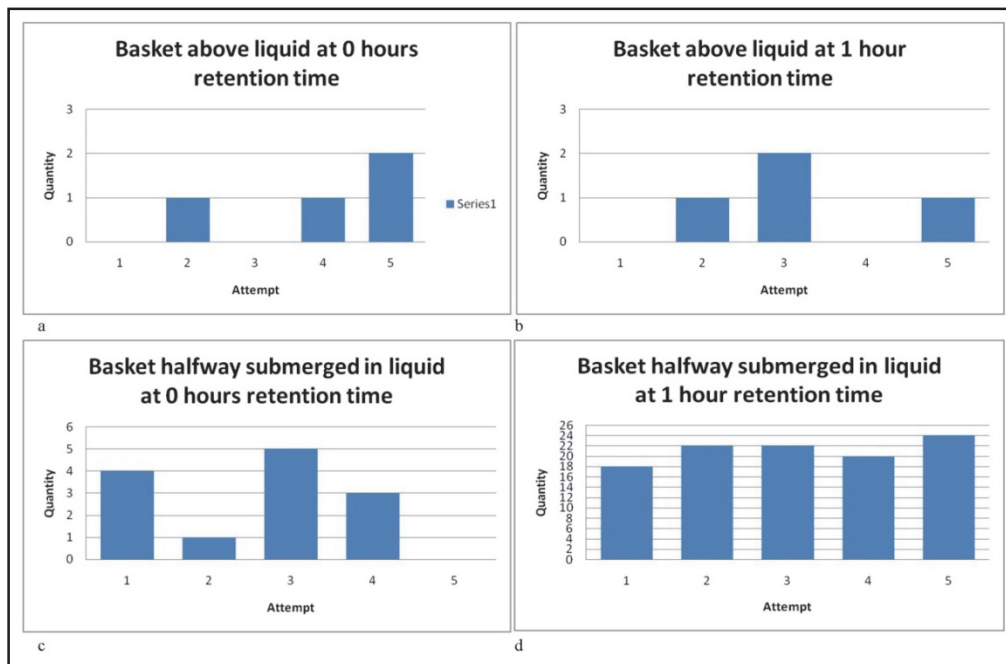 Basket above liquid at 0 hours
retention time
3
2
1
0
Quantity
1 2 3 4 5
Attempt
Series1
a
Basket above liquid at 1 hour
retention time
3
2
1
0
Quantity
1 2 3 4 5
Attempt
b
Basket halfway submerged in liquid
at 0 hours retention time
6
5
4
3
2
1
0
Quantity
1 2 3 4 5
Attempt
c
Basket halfway submerged in liquid
at 1 hour retention time
26
24
22
20
18
16
14
12
10
8
6
4
2
0
Quantity
1 2 3 4 5
Attempt
d